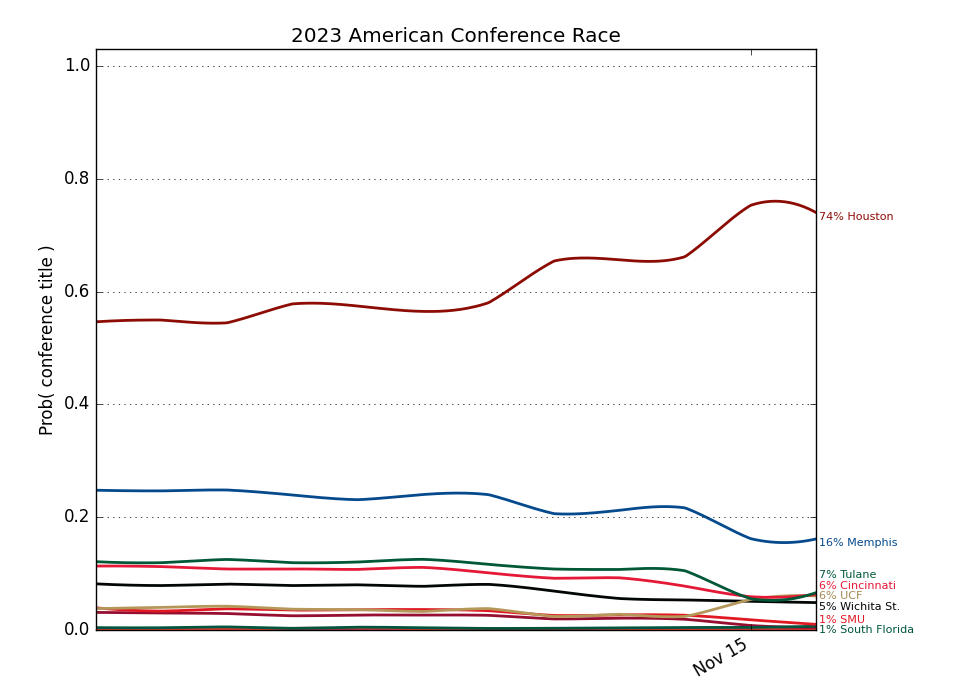 2023 American Conference Race
Prob( conference title )
1.0
0.8
0.6
0.4
0.2
0.0
Nov 15
74% Houston
16% Memphis
7% Tulane
6% Cincinnati
6% UCF
5% Wichita St.
1% SMU
1% South Florida